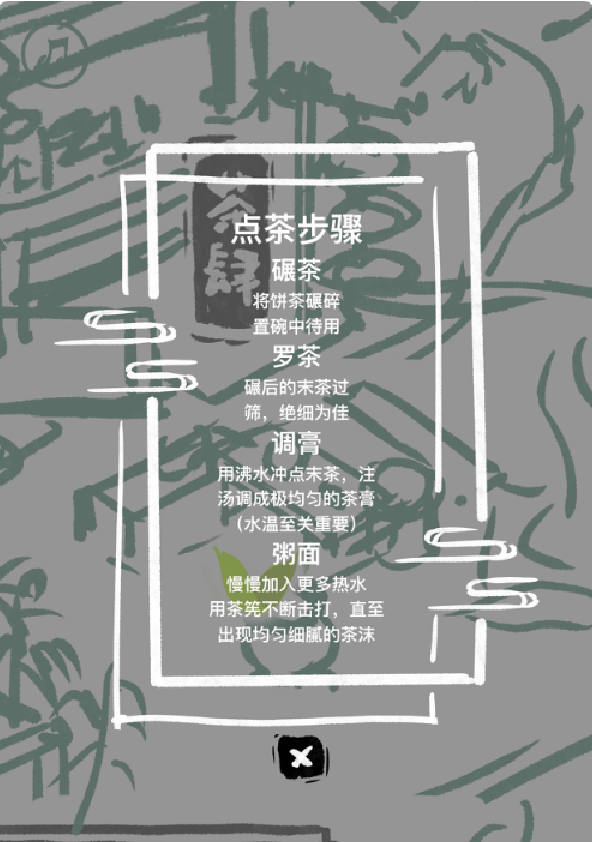 茶肆
点茶步骤
碾茶
将饼茶碾碎
置碗中待用
罗茶
碾后的末茶过
筛，绝细为佳
调膏
用沸水冲点末茶，注
汤调成极均匀的茶膏
（水温至关重要）
粥面
慢慢加入更多热水
用茶筅不断击打，直至
出现均匀细腻的茶沫